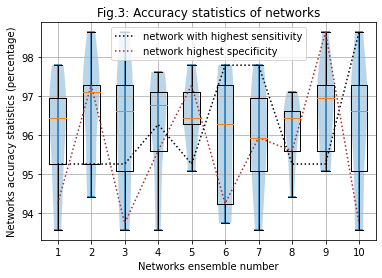 Fig.3: Accuracy statistics of networks
network with highest sensitivity
network highest specificity
Networks accuracy statistics (percentage)
98
97
96
95
94
1 2 3 4 5 6 7 8 9 10
Networks ensemble number